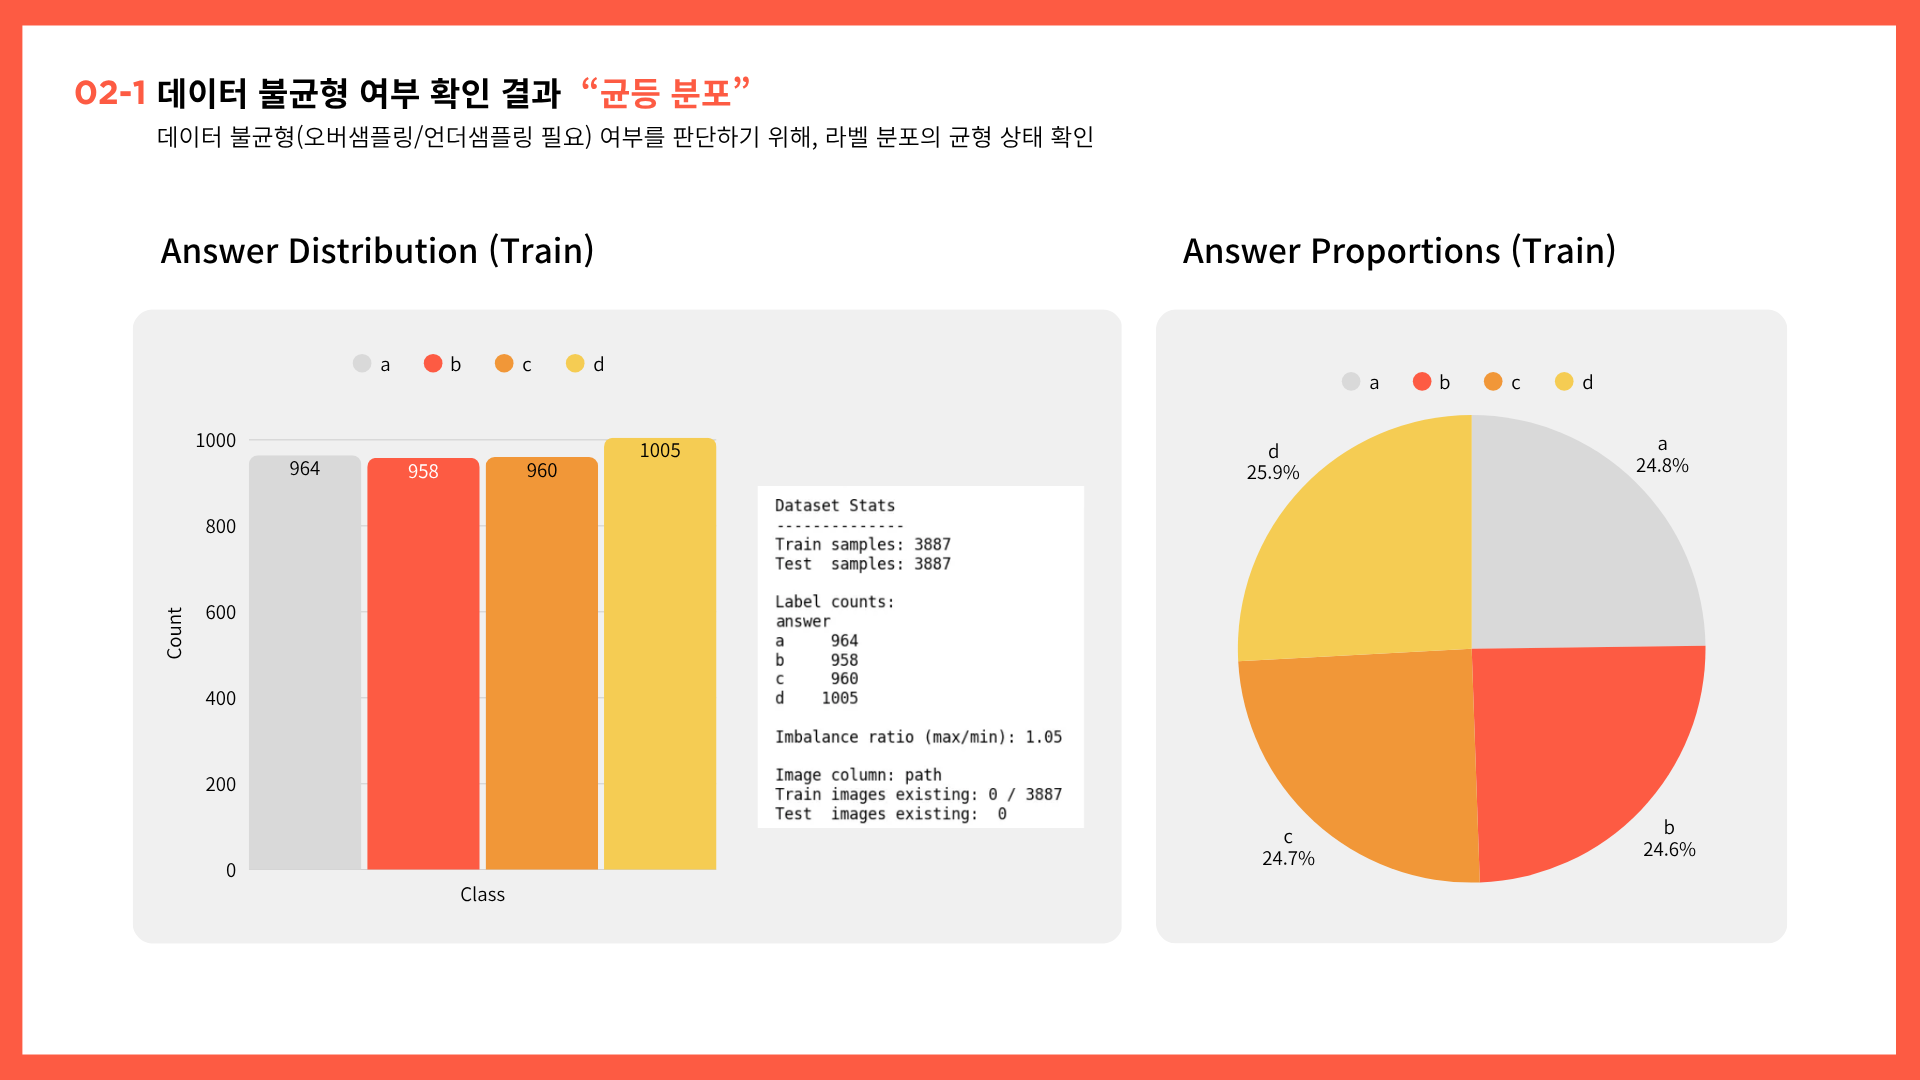 02-1 데이터 불균형 여부 확인 결과 “균등 분포”
데이터 불균형(오버샘플링/언더샘플링 필요) 여부를 판단하기 위해, 라벨 분포의 균형 상태 확인
Answer Distribution (Train)
a b c d
1000
800
600
400
200
0
Count
964
958
960
1005
Class
Dataset Stats
--------------
Train samples: 3887
Test  samples: 3887
Label counts:
answer
a     964
b     958
c     960
d    1005
Imbalance ratio (max/min): 1.05
Image column: path
Train images existing: 0 / 3887
Test  images existing:  0
Answer Proportions (Train)
a b c d
d
25.9%
a
24.8%
c
24.7%
b
24.6%